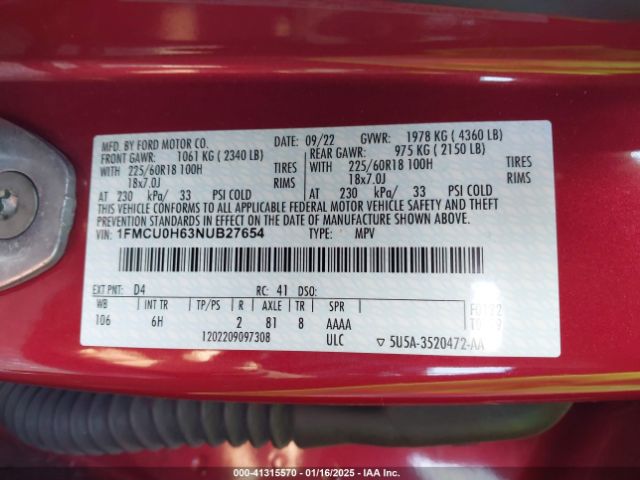 MFD. BY FORD MOTOR CO. DATE: 09/22 GVWR: 1978 KG ( 4360 LB)
FRONT GAWR: 1061 KG ( 2340 LB) REAR GAWR: 975 KG ( 2150 LB)
WITH 225/60R18 100H TIRES WITH 225/60R18 100H TIRES
18x7.0J RIMS 18x7.0J RIMS
AT 230 kPa/ 33 PSI COLD AT 230 kPa/ 33 PSI COLD
THIS VEHICLE CONFORMS TO ALL APPLICABLE FEDERAL MOTOR VEHICLE SAFETY AND THEFT
PREVENTION STANDARDS IN EFFECT ON THE DATE OF MANUFACTURE SHOWN ABOVE.
VIN: 1FMCU0H63NUB27654 TYPE: MPV
EXT PNT: D4 RC: 41 DSO:
WB INT TR TP/PS R AXLE TR SPR
106 6H 2 81 8 AAAA
1202209097308 ULC 5U5A-3520472-AA
000-41315570 - 01/16/2025 - IAA Inc.